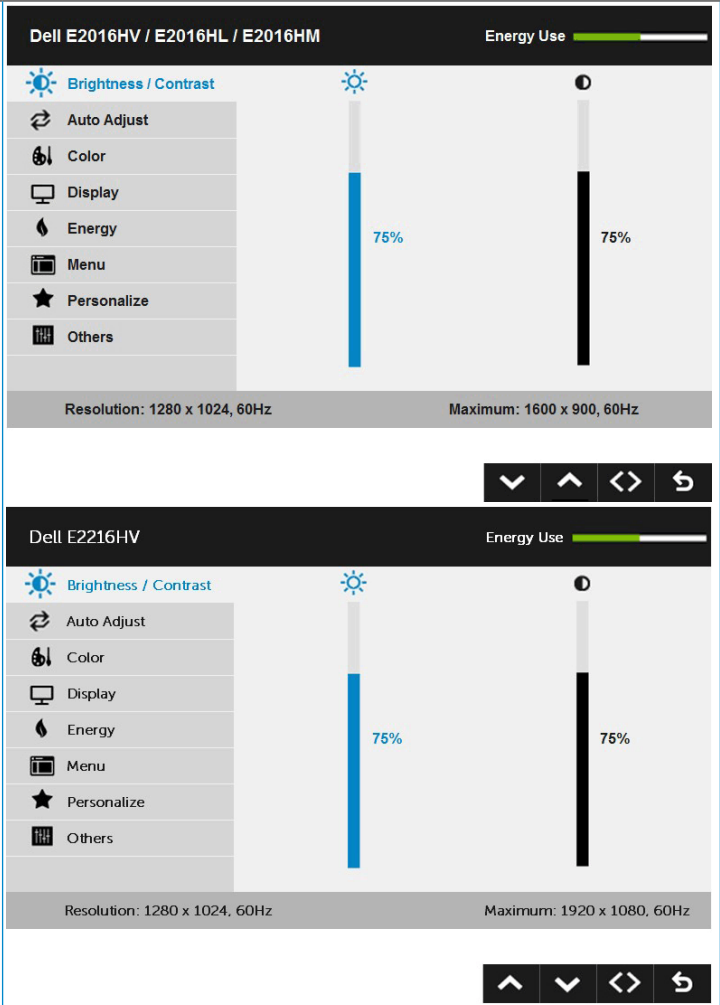 Dell E2016HV / E2016HL / E2016HM
Energy Use
Brightness / Contrast
Auto Adjust
Color
Display
Energy
75%
75%
Menu
Personalize
Others
Resolution: 1280 x 1024, 60Hz
Maximum: 1600 x 900, 60Hz
Dell E2216HV
Energy Use
Brightness / Contrast
Auto Adjust
Color
Display
Energy
75%
75%
Menu
Personalize
Others
Resolution: 1280 x 1024, 60Hz
Maximum: 1920 x 1080, 60Hz